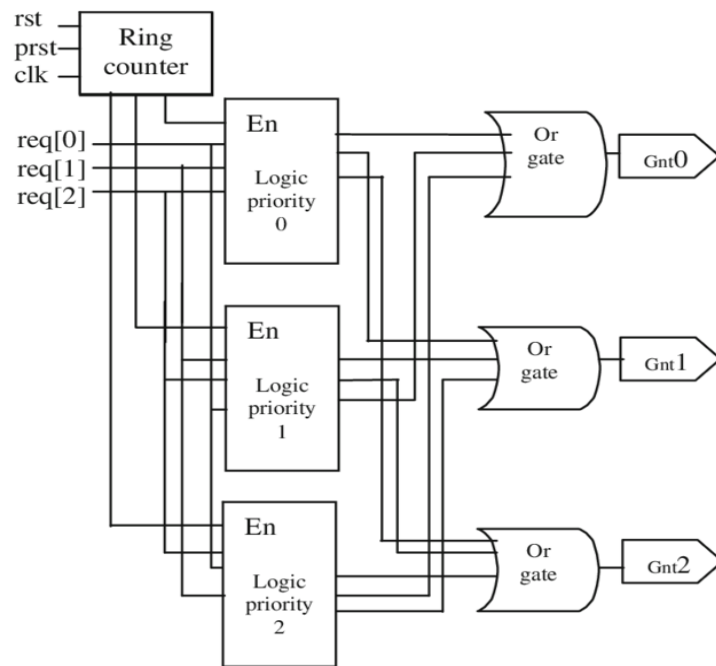 rst
prst
clk
Ring
counter
req[0]
req[1]
req[2]
En
Logic
priority
0
Or
gate
Gnt0
En
Logic
priority
1
Or
gate
Gnt1
En
Logic
priority
2
Or
gate
Gnt2